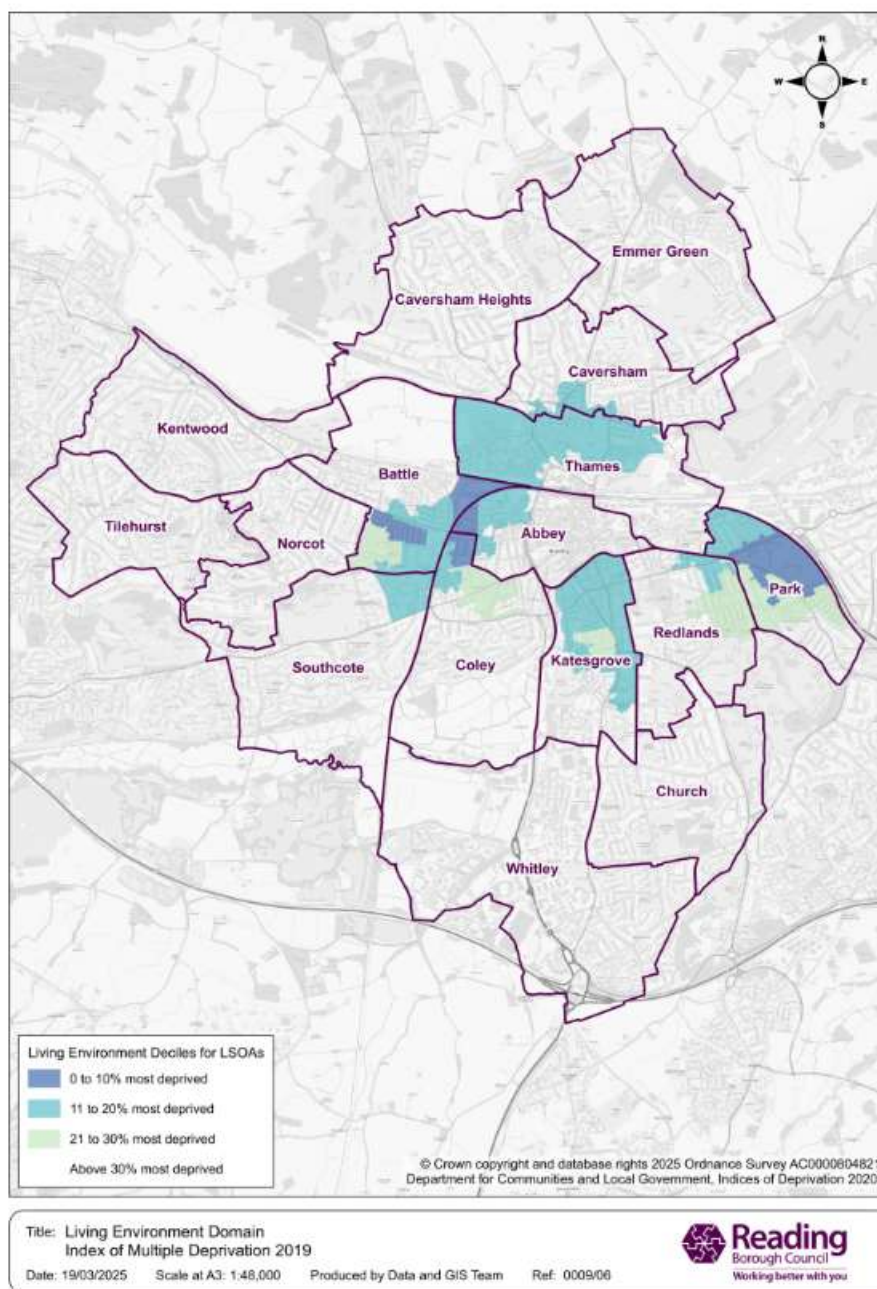 N
W
E
S
Emmer Green
Caversham Heights
Caversham
Kentwood
Thames
Battle
Tilehurst
Abbey
Norcot
Park
Redlands
Southcote
Coley
Katesgrove
Church
Whitley
Living Environment Deciles for LSOAs
0 to 10% most deprived
11 to 20% most deprived
21 to 30% most deprived
Above 30% most deprived
© Crown copyright and database rights 2025 Ordnance Survey AC0000804821
Department for Communities and Local Government, Indices of Deprivation 2020
Title: Living Environment Domain
Index of Multiple Deprivation 2019
Date: 19/03/2025 Scale at A3: 1:48,000 Produced by Data and GIS Team Ref: 0009/06
Reading
Borough Council
Working better with you